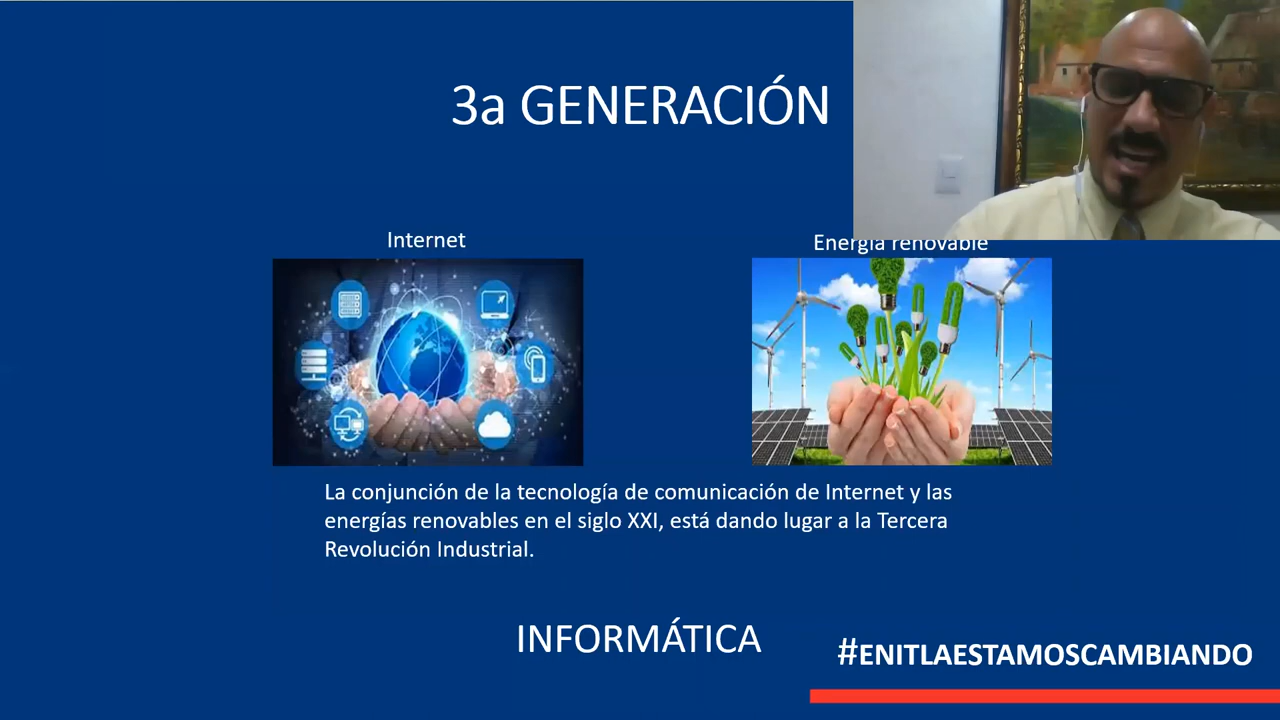 3a GENERACIÓN
Internet
Energía renovable
La conjunción de la tecnología de comunicación de Internet y las
energías renovables en el siglo XXI, está dando lugar a la Tercera
Revolución Industrial.
INFORMÁTICA
#ENITLAESTAMOSCAMBIANDO